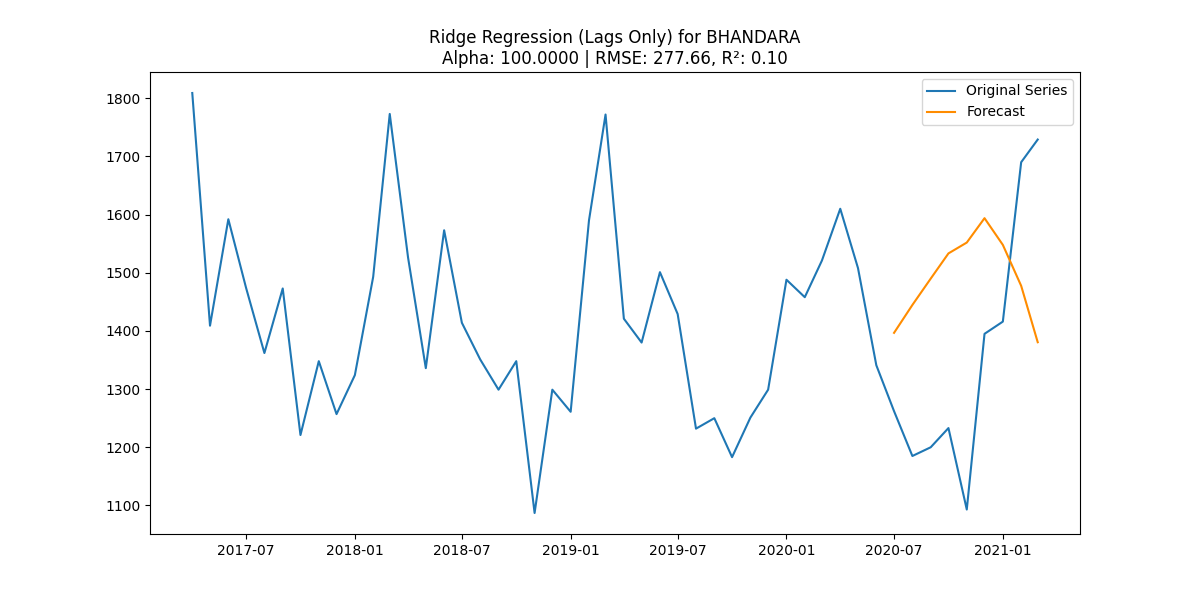 Ridge Regression (Lags Only) for BHANDARA
Alpha: 100.0000 | RMSE: 277.66, R²: 0.10
Original Series
Forecast
1800
1700
1600
1500
1400
1300
1200
1100
2017-07 2018-01 2018-07 2019-01 2019-07 2020-01 2020-07 2021-01